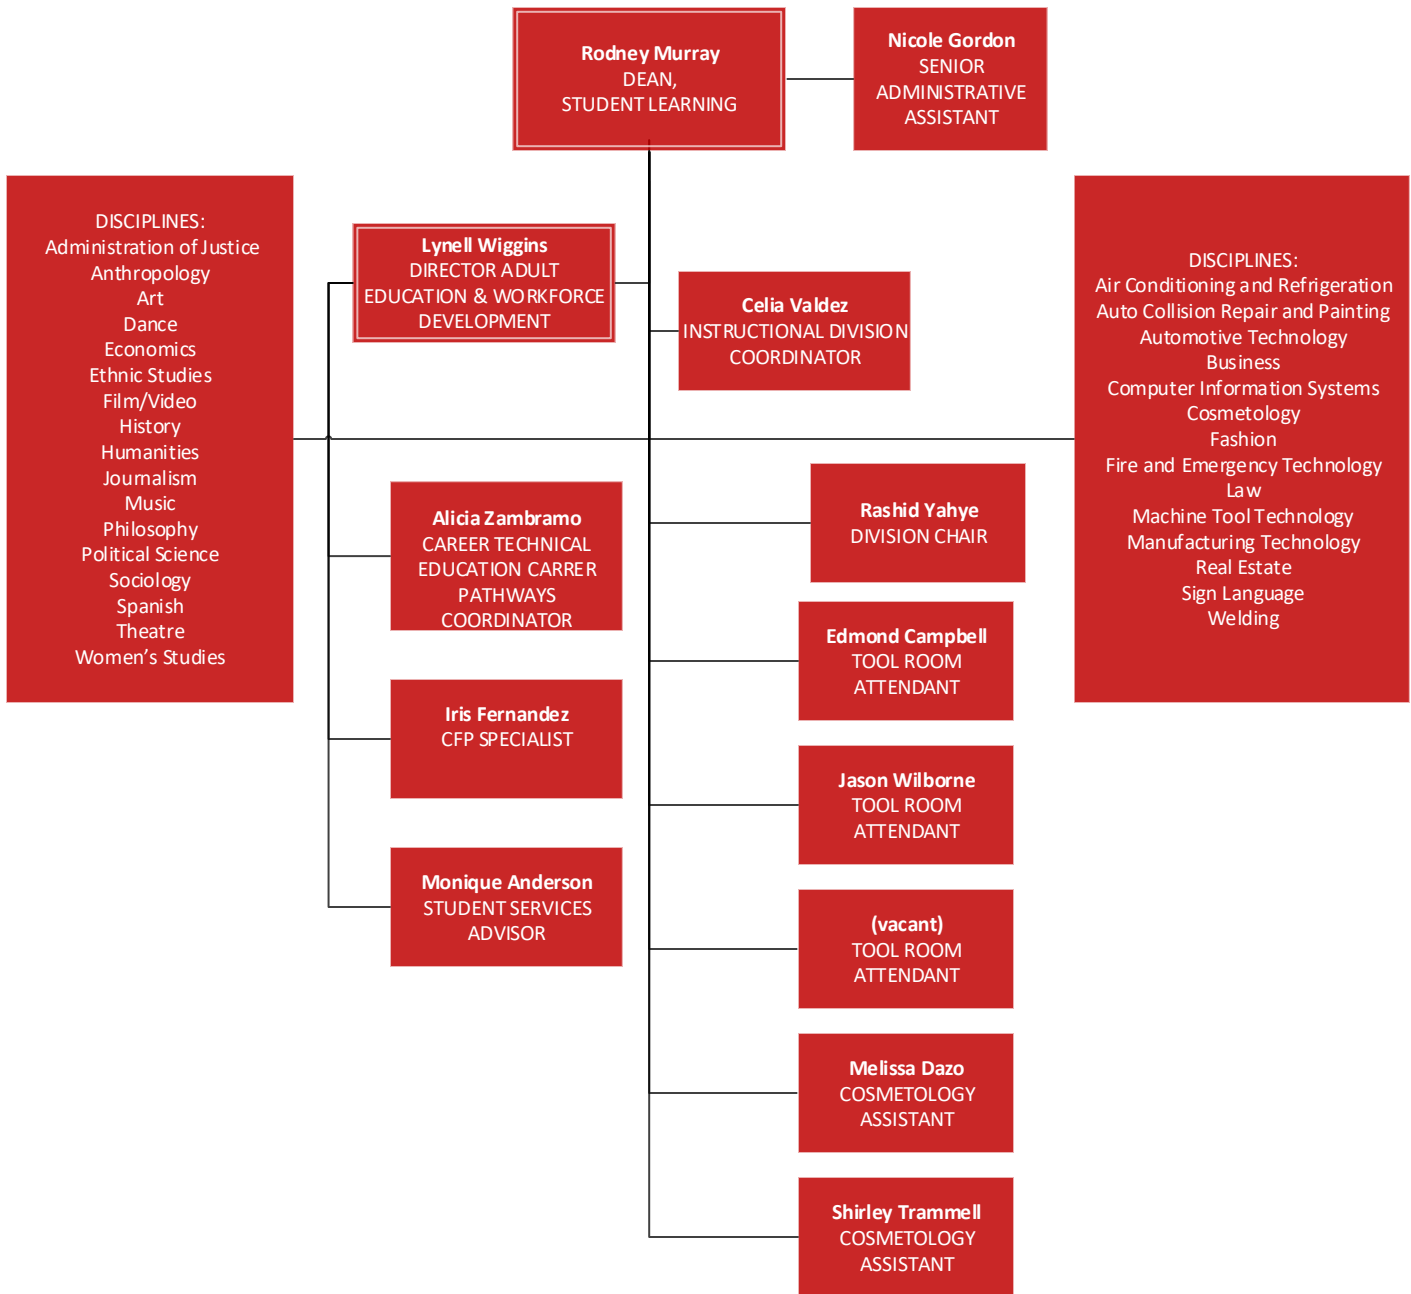 Rodney Murray
DEAN,
STUDENT LEARNING
Nicole Gordon
SENIOR
ADMINISTRATIVE
ASSISTANT
DISCIPLINES:
Administration of Justice
Anthropology
Art
Dance
Economics
Ethnic Studies
Film/Video
History
Humanities
Journalism
Music
Philosophy
Political Science
Sociology
Spanish
Theatre
Women’s Studies
Lynell Wiggins
DIRECTOR ADULT
EDUCATION & WORKFORCE
DEVELOPMENT
Celia Valdez
INSTRUCTIONAL DIVISION
COORDINATOR
DISCIPLINES:
Air Conditioning and Refrigeration
Auto Collision Repair and Painting
Automotive Technology
Business
Computer Information Systems
Cosmetology
Fashion
Fire and Emergency Technology
Law
Machine Tool Technology
Manufacturing Technology
Real Estate
Sign Language
Welding
Alicia Zambramo
CAREER TECHNICAL
EDUCATION CARRER
PATHWAYS
COORDINATOR
Iris Fernandez
CFP SPECIALIST
Monique Anderson
STUDENT SERVICES
ADVISOR
Rashid Yahye
DIVISION CHAIR
Edmond Campbell
TOOL ROOM
ATTENDANT
Jason Wilborne
TOOL ROOM
ATTENDANT
(vacant)
TOOL ROOM
ATTENDANT
Melissa Dazo
COSMETOLOGY
ASSISTANT
Shirley Trammell
COSMETOLOGY
ASSISTANT